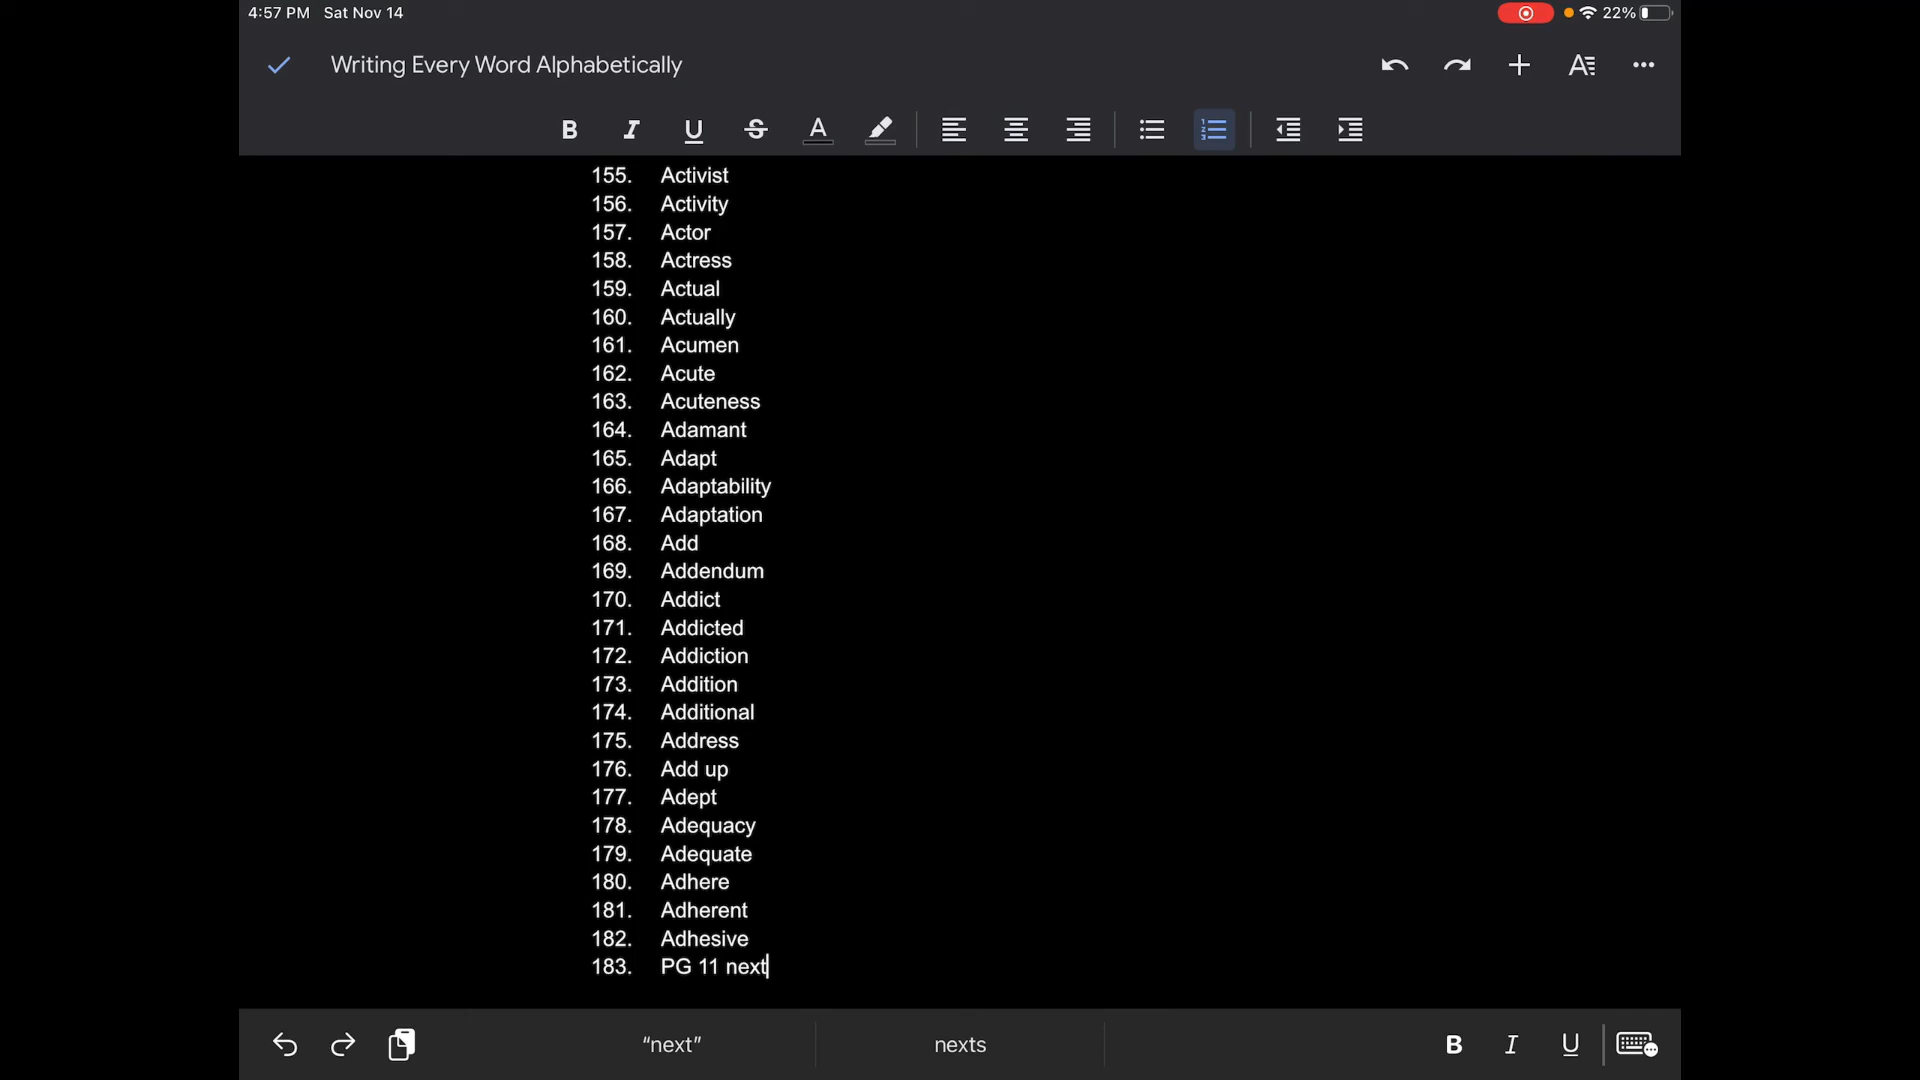 4:57 PM Sat Nov 14
22%
Writing Every Word Alphabetically
155. Activist
156. Activity
157. Actor
158. Actress
159. Actual
160. Actually
161. Acumen
162. Acute
163. Acuteness
164. Adamant
165. Adapt
166. Adaptability
167. Adaptation
168. Add
169. Addendum
170. Addict
171. Addicted
172. Addiction
173. Addition
174. Additional
175. Address
176. Add up
177. Adept
178. Adequacy
179. Adequate
180. Adhere
181. Adherent
182. Adhesive
183. PG 11 next
“next” nexts